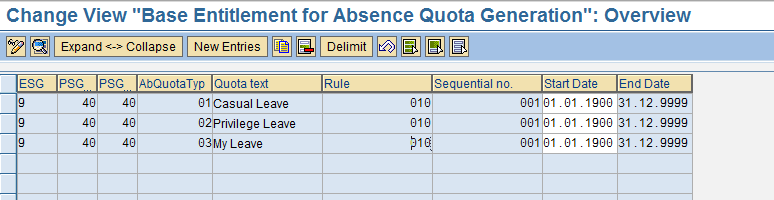 Change View "Base Entitlement for Absence Quota Generation": Overview
Expand <-> Collapse New Entries Delimit
ESG PSG... PSG... AbQuotaTyp Quota text Rule Sequential no. Start Date End Date
9 40 40 01 Casual Leave 010 001 01.01.1900 31.12.9999
9 40 40 02 Privilege Leave 010 001 01.01.1900 31.12.9999
9 40 40 03 My Leave 010 001 01.01.1900 31.12.9999